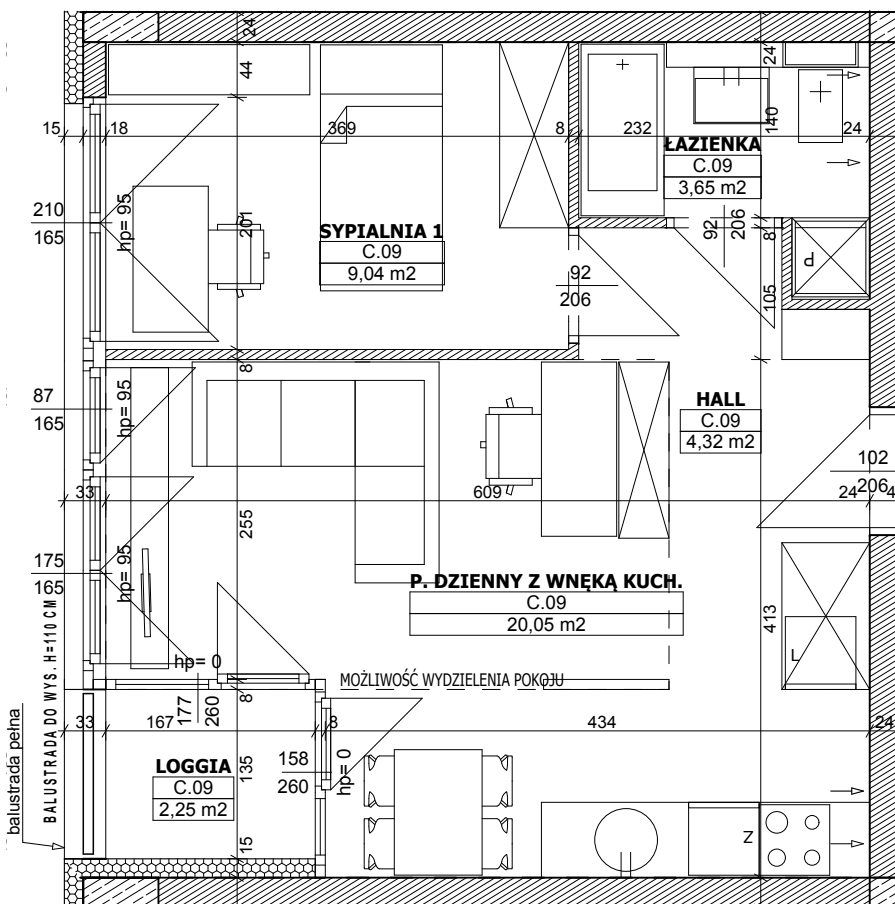 24
44
24
15
18
369
8
232
140
24
ŁAZIENKA
C.09
3,65 m2
210
165
hp= 95
201
SYPIALNIA 1
C.09
9,04 m2
92
206
92
206
8
P
105
8
87
165
hp= 95
HALL
C.09
4,32 m2
102
206
33
609
24
4
255
175
165
hp= 95
P. DZIENNY Z WNĘKĄ KUCH.
C.09
20,05 m2
413
L
hp= 0
MOŻLIWOŚĆ WYDZIELENIA POKOJU
8
177
260
33
167
8
434
24
LOGGIA
C.09
2,25 m2
135
158
260
hp= 0
15
Z
BALUSTRADA DO WYS. H=110 CM
balustrada pełna